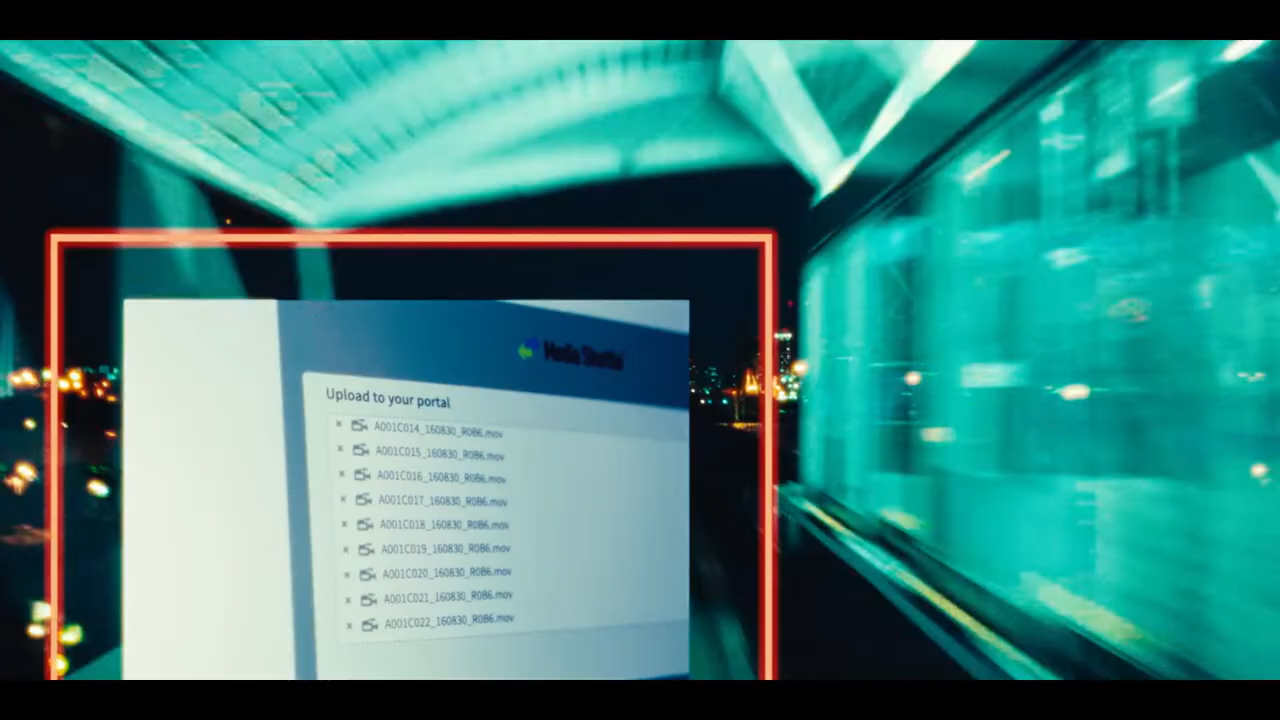 Media Shuttle
Upload to your portal
× A001C014_160830_R0B6.mov
× A001C015_160830_R0B6.mov
× A001C016_160830_R0B6.mov
× A001C017_160830_R0B6.mov
× A001C018_160830_R0B6.mov
× A001C019_160830_R0B6.mov
× A001C020_160830_R0B6.mov
× A001C021_160830_R0B6.mov
× A001C022_160830_R0B6.mov